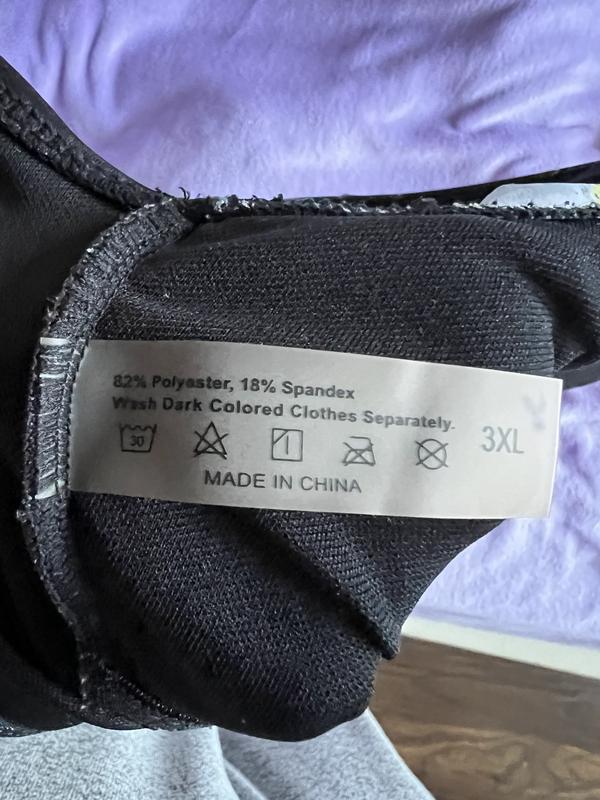 82% Polyester, 18% Spandex
Wash Dark Colored Clothes Separately.
30
3XL
MADE IN CHINA